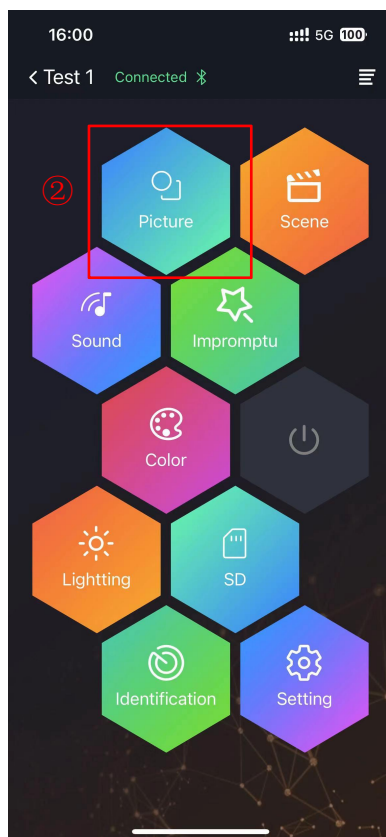 16:00 5G 100
Test 1 Connected
②
Picture
Scene
Sound
Impromptu
Color
Lightting
SD
Identification
Setting